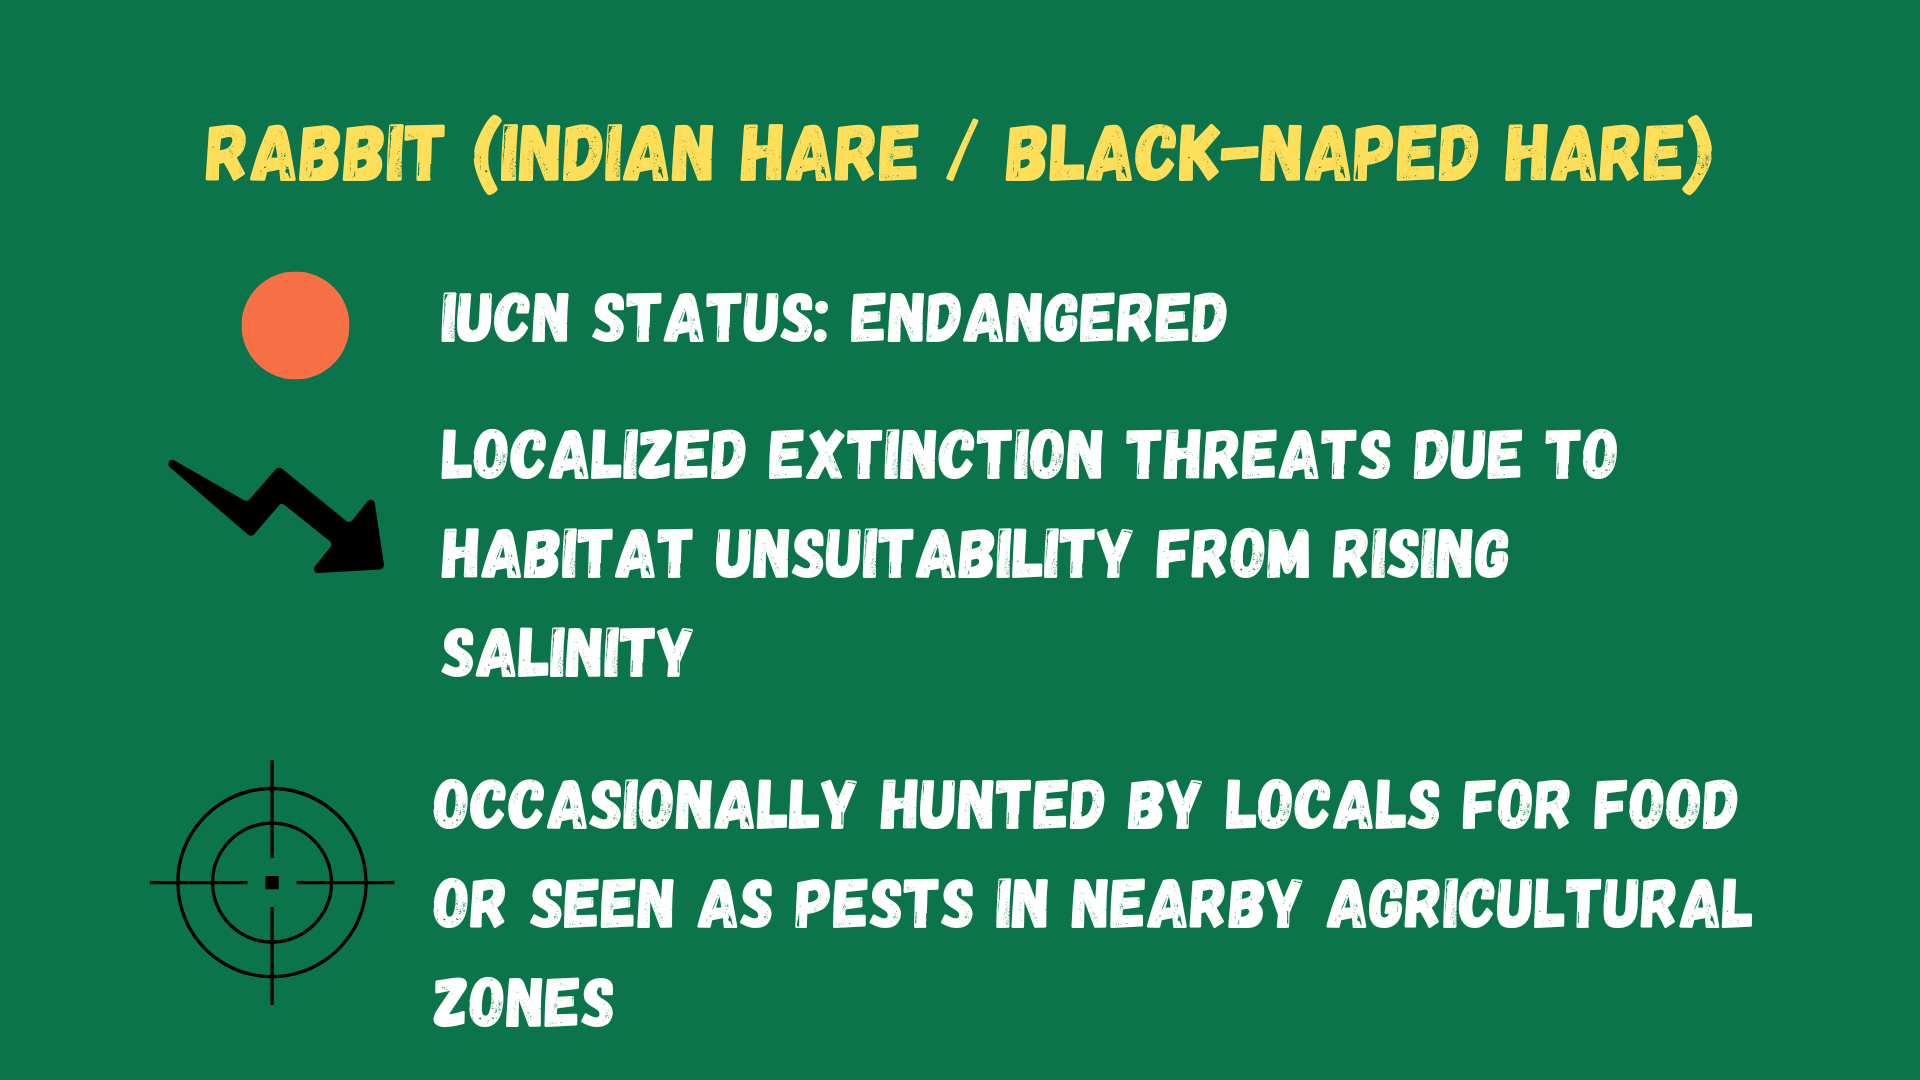 RABBIT (INDIAN HARE / BLACK-NAPED HARE)
IUCN STATUS: ENDANGERED
LOCALIZED EXTINCTION THREATS DUE TO
HABITAT UNSUITABILITY FROM RISING
SALINITY
OCCASIONALLY HUNTED BY LOCALS FOR FOOD
OR SEEN AS PESTS IN NEARBY AGRICULTURAL
ZONES